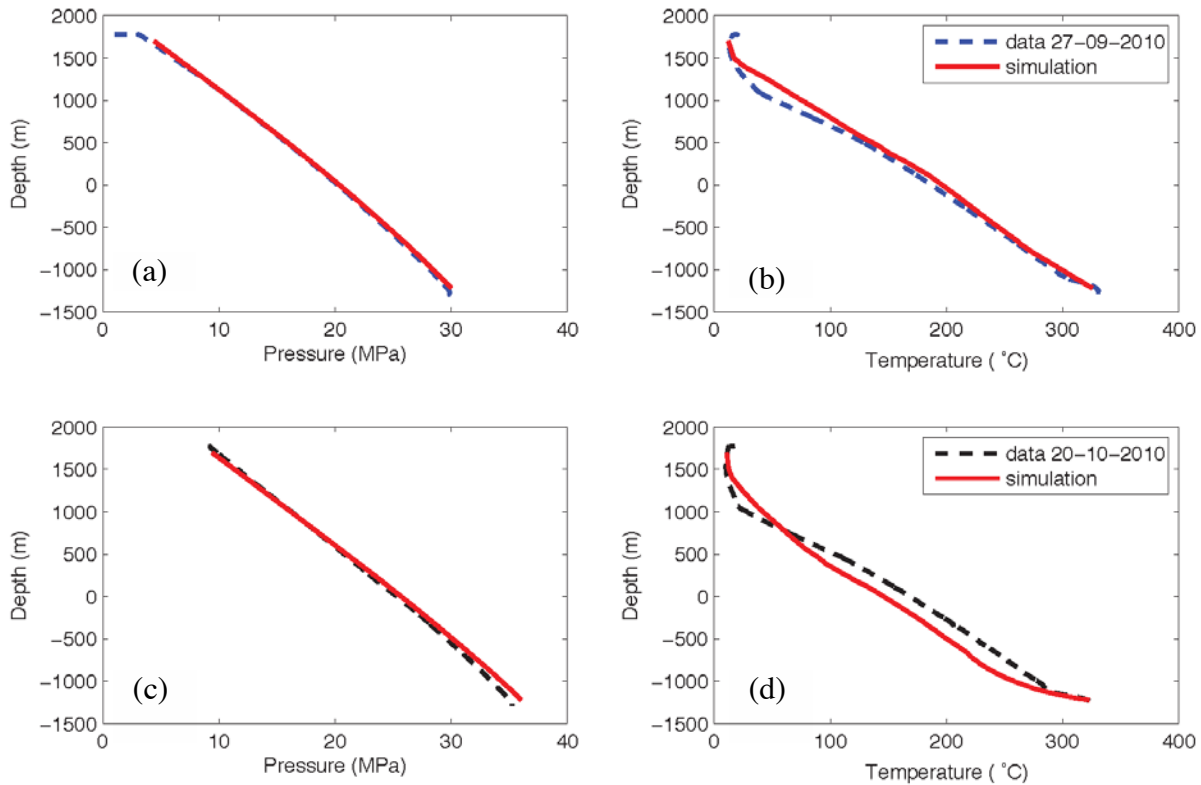 2000
1500
1000
500
0
−500
−1000
−1500
Depth (m)
(a)
0 10 20 30 40
Pressure (MPa)
2000
1500
1000
500
0
−500
−1000
−1500
Depth (m)
data 27−09−2010
simulation
(b)
0 100 200 300 400
Temperature ( °C)
2000
1500
1000
500
0
−500
−1000
−1500
Depth (m)
(c)
0 10 20 30 40
Pressure (MPa)
2000
1500
1000
500
0
−500
−1000
−1500
Depth (m)
data 20−10−2010
simulation
(d)
0 100 200 300 400
Temperature ( °C)